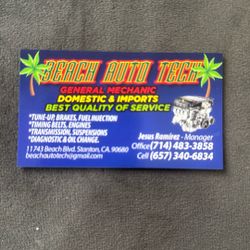 BEACH AUTO TECH
GENERAL MECHANIC
DOMESTIC & IMPORTS
BEST QUALITY OF SERVICE
*TUNE-UP, BRAKES, FUEL INJECTION
*TIMING BELTS, ENGINES
*TRANSMISSION, SUSPENSIONS
*DIAGNOSTIC & OIL CHANGE.
11743 Beach Blvd. Stanton, CA. 90680
beachautotech@gmail.com
Jesus Ramirez - Manager
Office (714) 483-3858
Cell (657) 340-6834